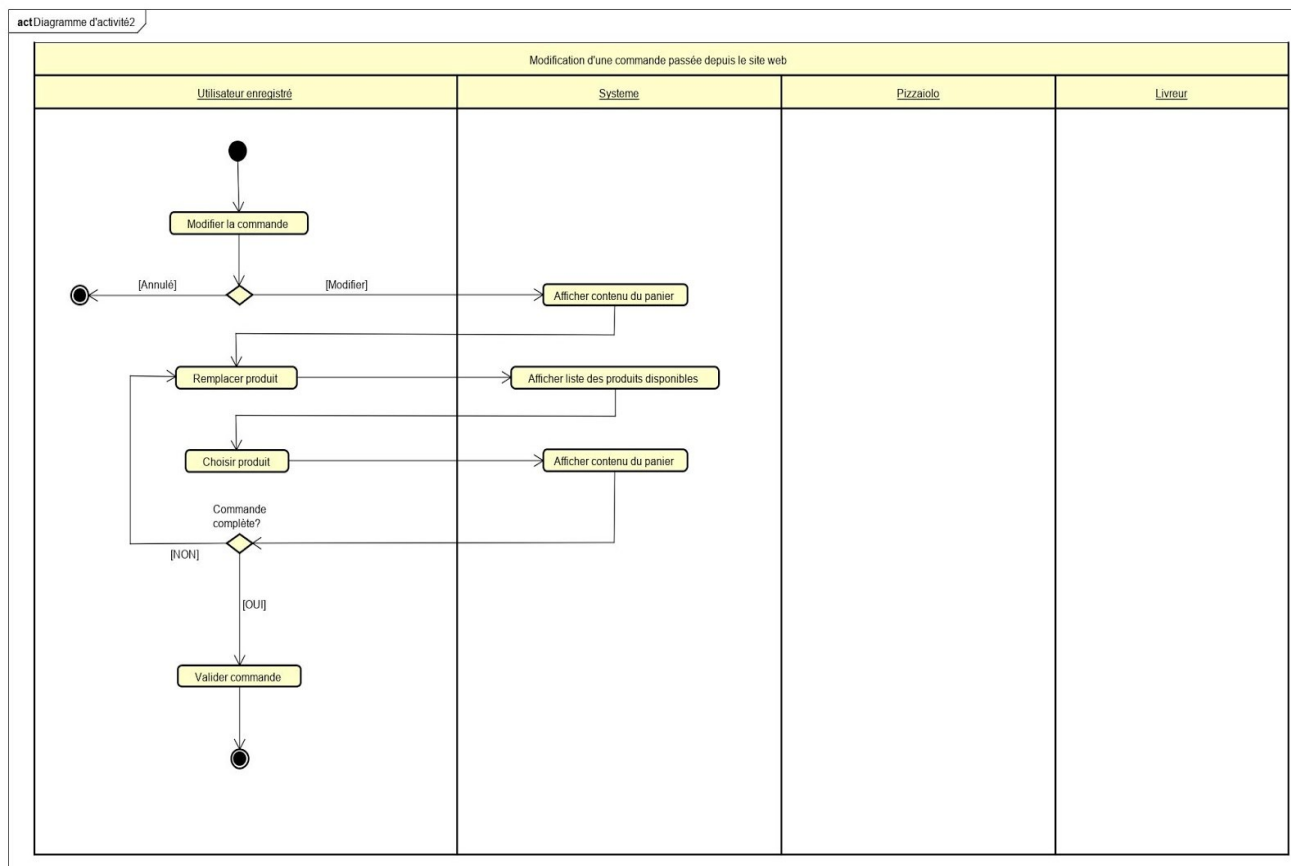 act Diagramme d'activité2
Modification d'une commande passée depuis le site web
Utilisateur enregistré
Systeme
Pizzaiolo
Livreur
Modifier la commande
[Annulé]
[Modifier]
Afficher contenu du panier
Remplacer produit
Afficher liste des produits disponibles
Choisir produit
Afficher contenu du panier
Commande
complète?
[NON]
[OUI]
Valider commande